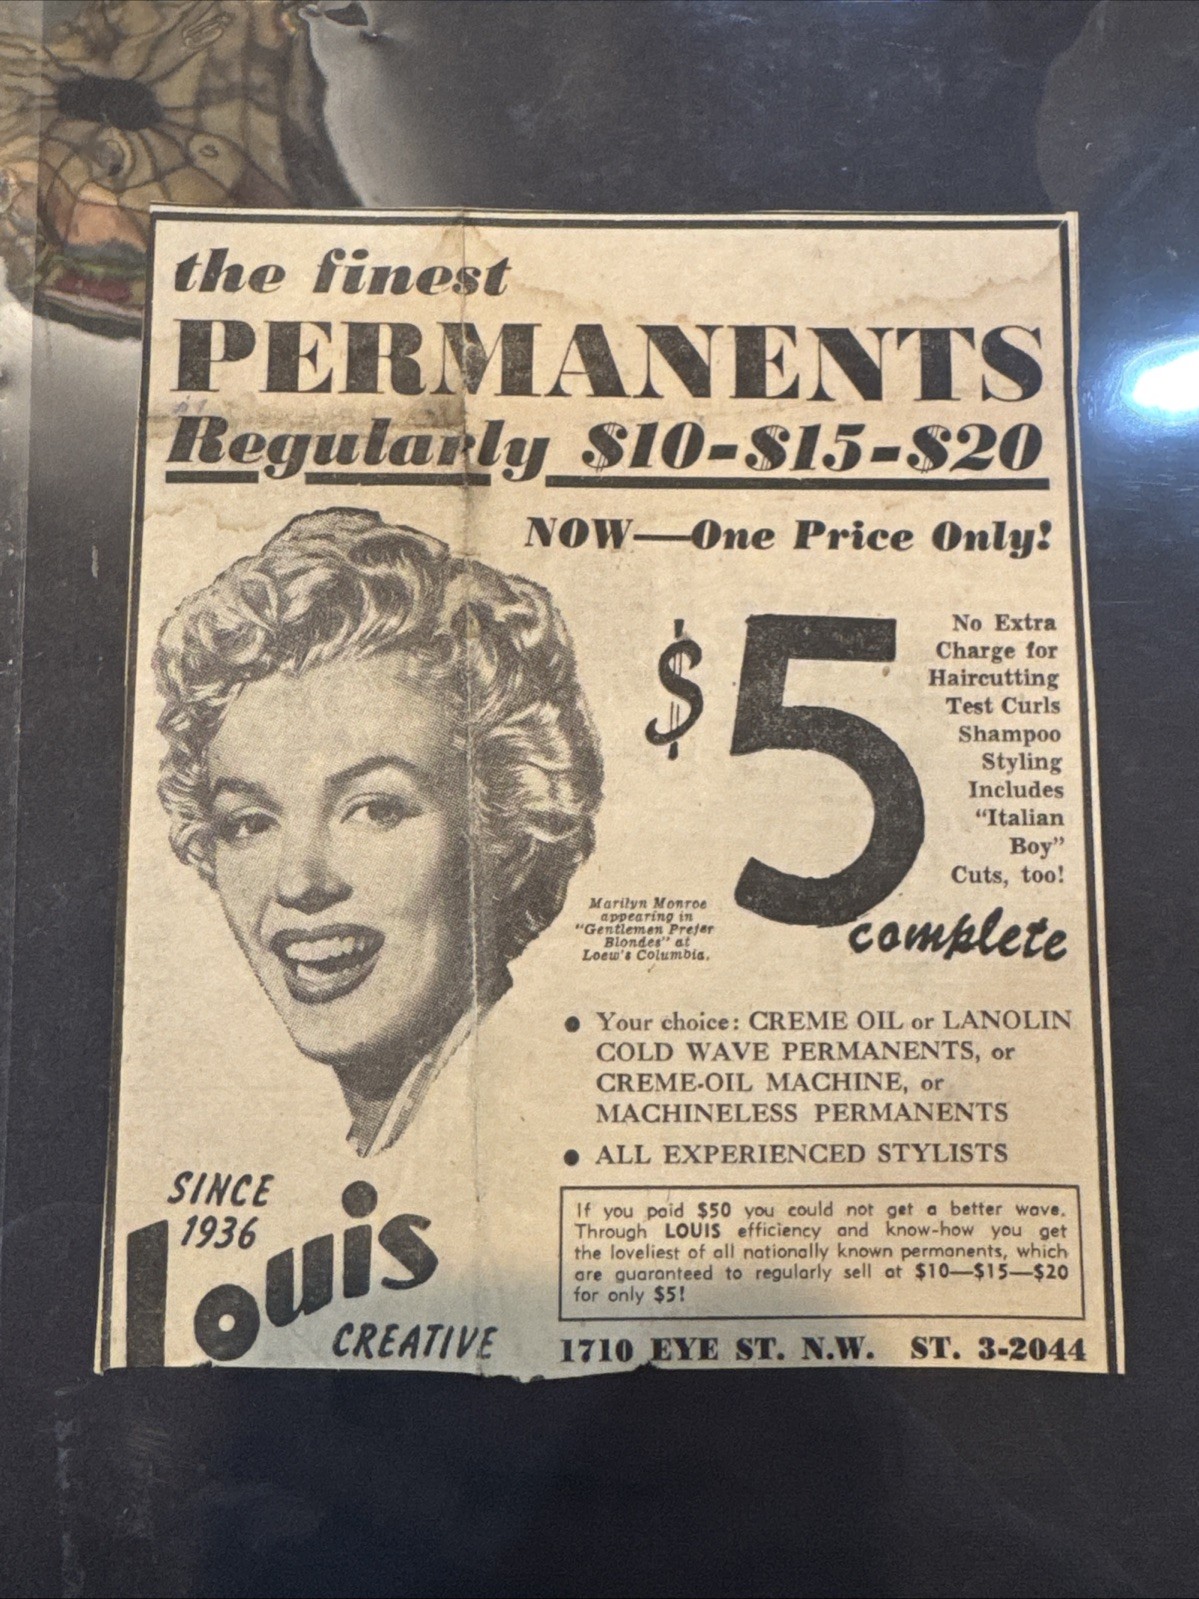 the finest
PERMANENTS
Regularly $10-$15-$20
NOW—One Price Only!
$5
complete
No Extra
Charge for
Haircutting
Test Curls
Shampoo
Styling
Includes
"Italian
Boy"
Cuts, too!
Marilyn Monroe
appearing in
"Gentlemen Prefer
Blondes" at
Loew's Columbia.
● Your choice: CREME OIL or LANOLIN
COLD WAVE PERMANENTS, or
CREME-OIL MACHINE, or
MACHINELESS PERMANENTS
● ALL EXPERIENCED STYLISTS
SINCE
1936
Louis
CREATIVE
If you paid $50 you could not get a better wave.
Through LOUIS efficiency and know-how you get
the loveliest of all nationally known permanents, which
are guaranteed to regularly sell at $10—$15—$20
for only $5!
1710 EYE ST. N.W. ST. 3-2044